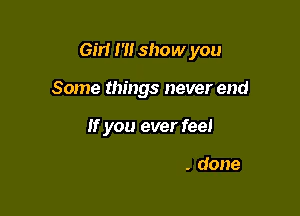 Girl I'll show you
Some things never end
If you ever feel
. done